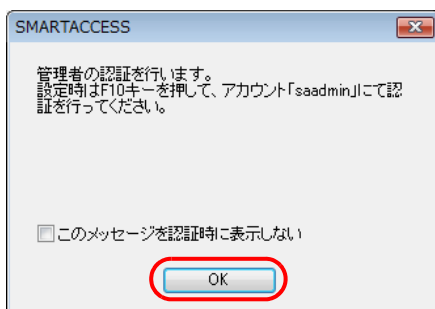 SMARTACCESS
管理者の認証を行います。
設定時はF10キーを押して、アカウント「saadmin」にて認
証を行ってください。
このメッセージを認証時に表示しない
OK